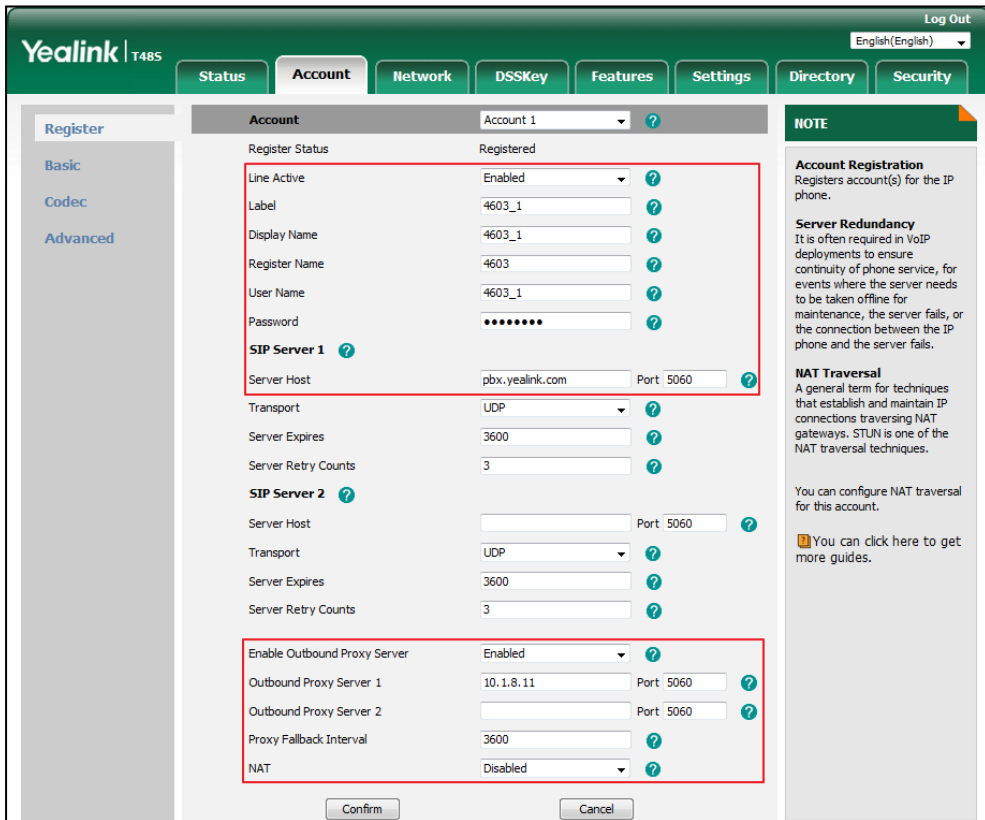 Log Out
Yealink | T48S
English(English)
Status Account Network DSSKey Features Settings Directory Security
Register
Basic
Codec
Advanced
Account Account 1 ?
Register Status Registered
Line Active Enabled ?
Label 4603_1 ?
Display Name 4603_1 ?
Register Name 4603 ?
User Name 4603_1 ?
Password •••••••• ?
SIP Server 1 ?
Server Host pbx.yealink.com Port 5060 ?
Transport UDP ?
Server Expires 3600 ?
Server Retry Counts 3 ?
SIP Server 2 ?
Server Host Port 5060 ?
Transport UDP ?
Server Expires 3600 ?
Server Retry Counts 3 ?
Enable Outbound Proxy Server Enabled ?
Outbound Proxy Server 1 10.1.8.11 Port 5060 ?
Outbound Proxy Server 2 Port 5060 ?
Proxy Fallback Interval 3600 ?
NAT Disabled ?
Confirm Cancel
NOTE
Account Registration
Registers account(s) for the IP
phone.
Server Redundancy
It is often required in VoIP
deployments to ensure
continuity of phone service, for
events where the server needs
to be taken offline for
maintenance, the server fails, or
the connection between the IP
phone and the server fails.
NAT Traversal
A general term for techniques
that establish and maintain IP
connections traversing NAT
gateways. STUN is one of the
NAT traversal techniques.
You can configure NAT traversal
for this account.
? You can click here to get
more guides.